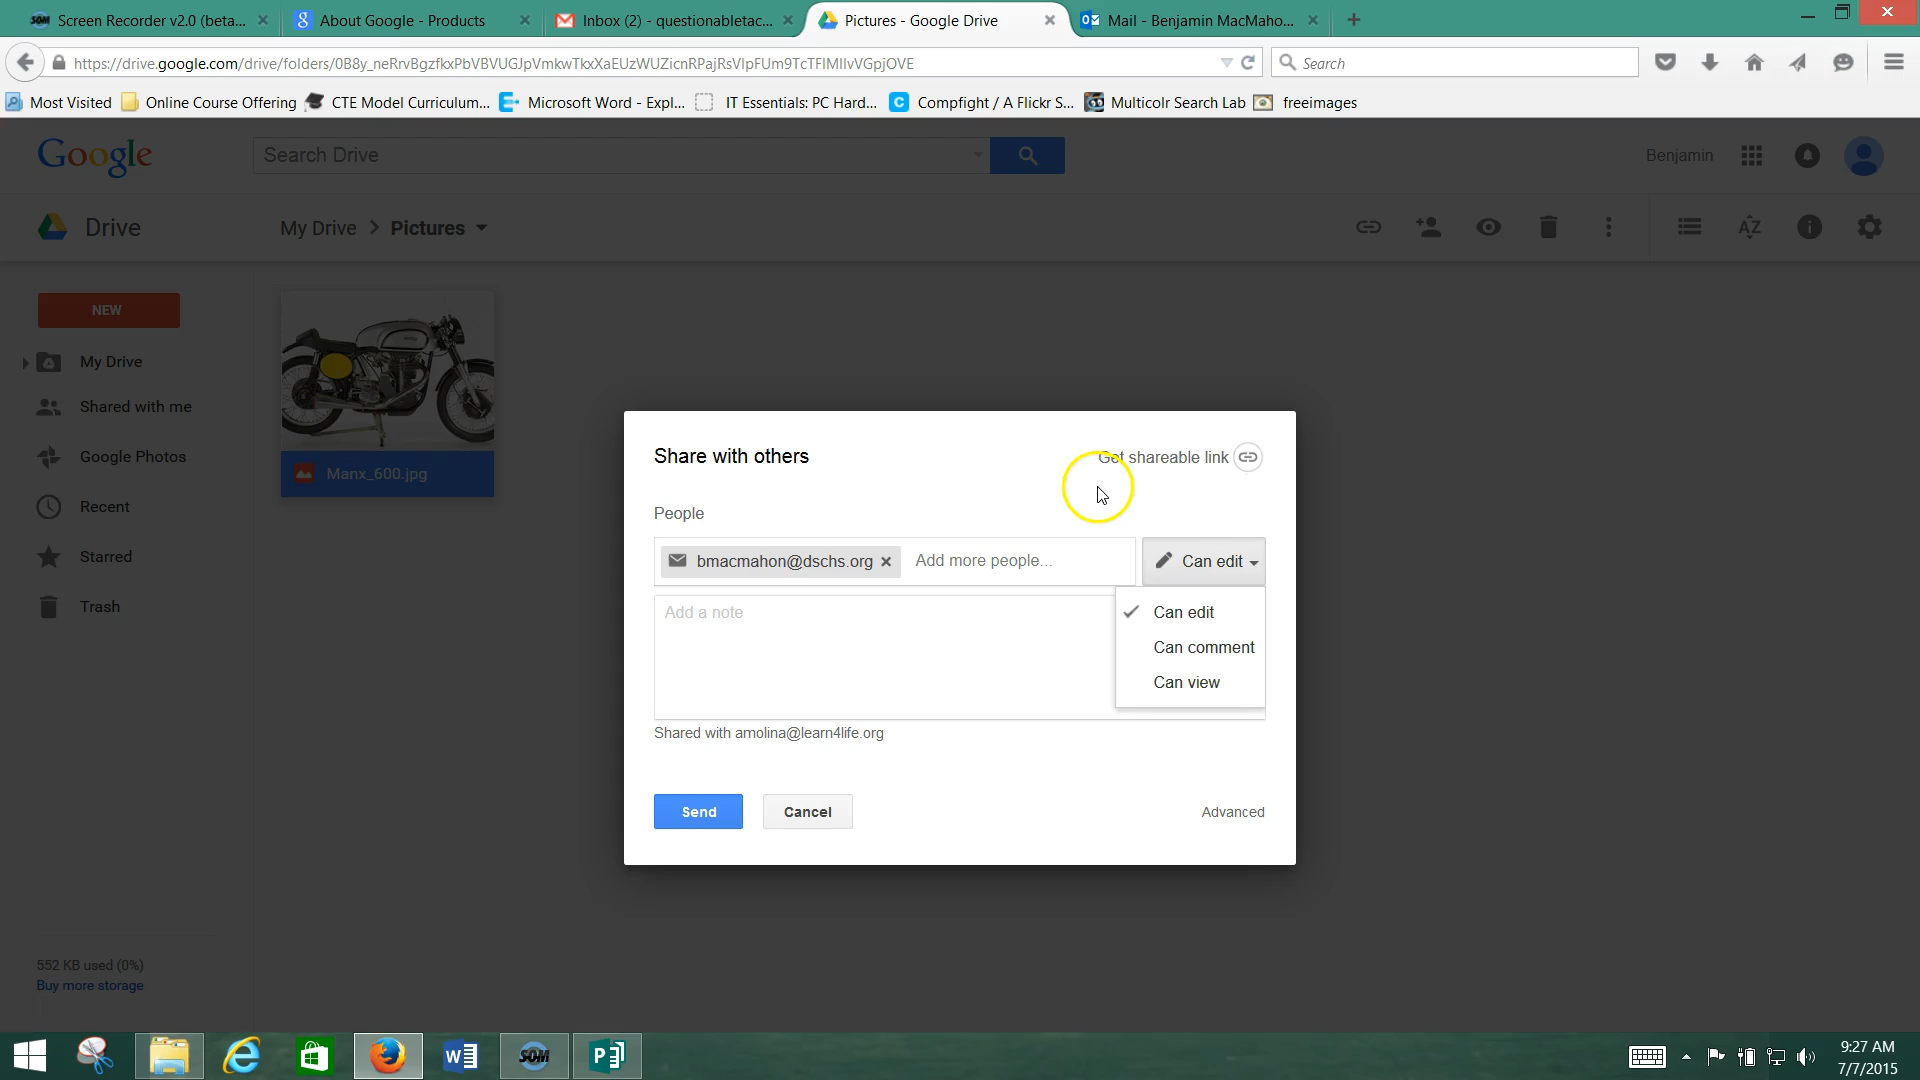 Screen Recorder v2.0 (beta...
About Google - Products
Inbox (2) - questionabletac...
Pictures - Google Drive
Mail - Benjamin MacMaho...
https://drive.google.com/drive/folders/0B8y_neRrvBgzfkxPbVBVUGJpVmkwTkxXaEUzWUZicnRPajRsVlpFUm9TcTFIMllvVGpjOVE
Search
Most Visited
Online Course Offering
CTE Model Curriculum...
Microsoft Word - Expl...
IT Essentials: PC Hard...
Compfight / A Flickr S...
Multicolr Search Lab
freeimages
Google
Search Drive
Benjamin
Drive
My Drive > Pictures
NEW
My Drive
Shared with me
Google Photos
Recent
Starred
Trash
552 KB used (0%)
Buy more storage
Manx_600.jpg
Share with others
Get shareable link
People
bmacmahon@dschs.org
Add more people...
Can edit
Can edit
Can comment
Can view
Add a note
Shared with amolina@learn4life.org
Send
Cancel
Advanced
SOM
9:27 AM
7/7/2015